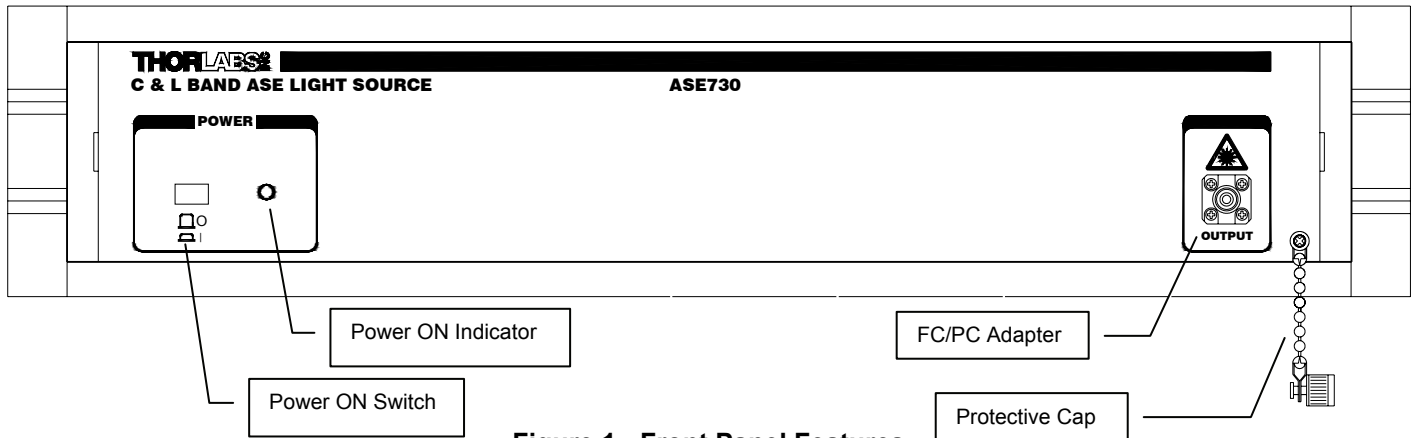 THORLABS INC
C & L BAND ASE LIGHT SOURCE
ASE730
POWER
O
I
OUTPUT
Power ON Indicator
FC/PC Adapter
Power ON Switch
Protective Cap
Figure 1 - Front Panel Features